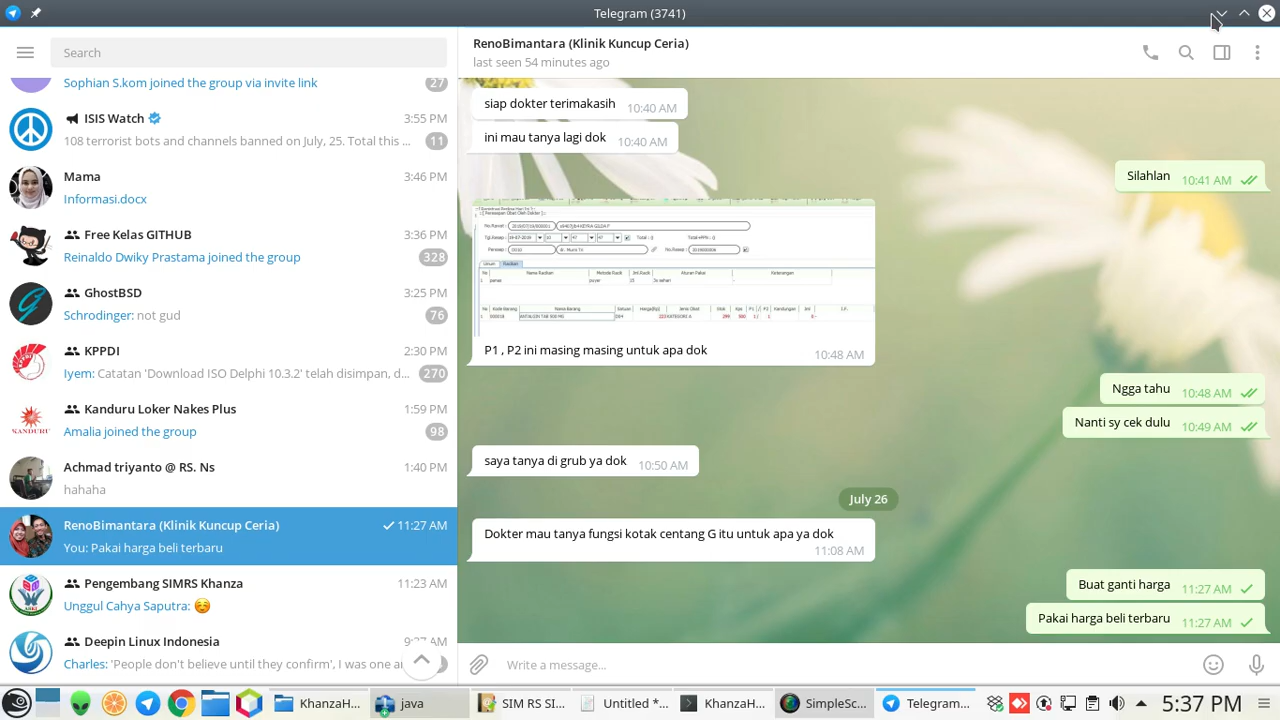 Telegram (3741)
Search
Sophian S.kom joined the group via invite link 27
ISIS Watch 3:55 PM
108 terrorist bots and channels banned on July, 25. Total this ... 11
Mama 3:46 PM
Informasi.docx
Free Kelas GITHUB 3:36 PM
Reinaldo Dwiky Prastama joined the group 328
GhostBSD 3:25 PM
Schrodinger: not gud 76
KPPDI 2:30 PM
Iyem: Catatan 'Download ISO Delphi 10.3.2' telah disimpan, d... 270
Kanduru Loker Nakes Plus 1:59 PM
Amalia joined the group 98
Achmad triyanto @ RS. Ns 1:40 PM
hahaha
RenoBimantara (Klinik Kuncup Ceria) 11:27 AM
You: Pakai harga beli terbaru
Pengembang SIMRS Khanza 11:23 AM
Unggul Cahya Saputra: ☺️
Deepin Linux Indonesia
Charles: 'People don't believe until they confirm', I was one
RenoBimantara (Klinik Kuncup Ceria)
last seen 54 minutes ago
siap dokter terimakasih 10:40 AM
ini mau tanya lagi dok 10:40 AM
Silahlan 10:41 AM
P1 , P2 ini masing masing untuk apa dok 10:48 AM
Ngga tahu 10:48 AM
Nanti sy cek dulu 10:49 AM
saya tanya di grub ya dok 10:50 AM
July 26
Dokter mau tanya fungsi kotak centang G itu untuk apa ya dok
11:08 AM
Buat ganti harga 11:27 AM
Pakai harga beli terbaru 11:27 AM
Write a message...
KhanzaH... java SIM RS SI... Untitled *... KhanzaH... SimpleSc... Telegram... 5:37 PM